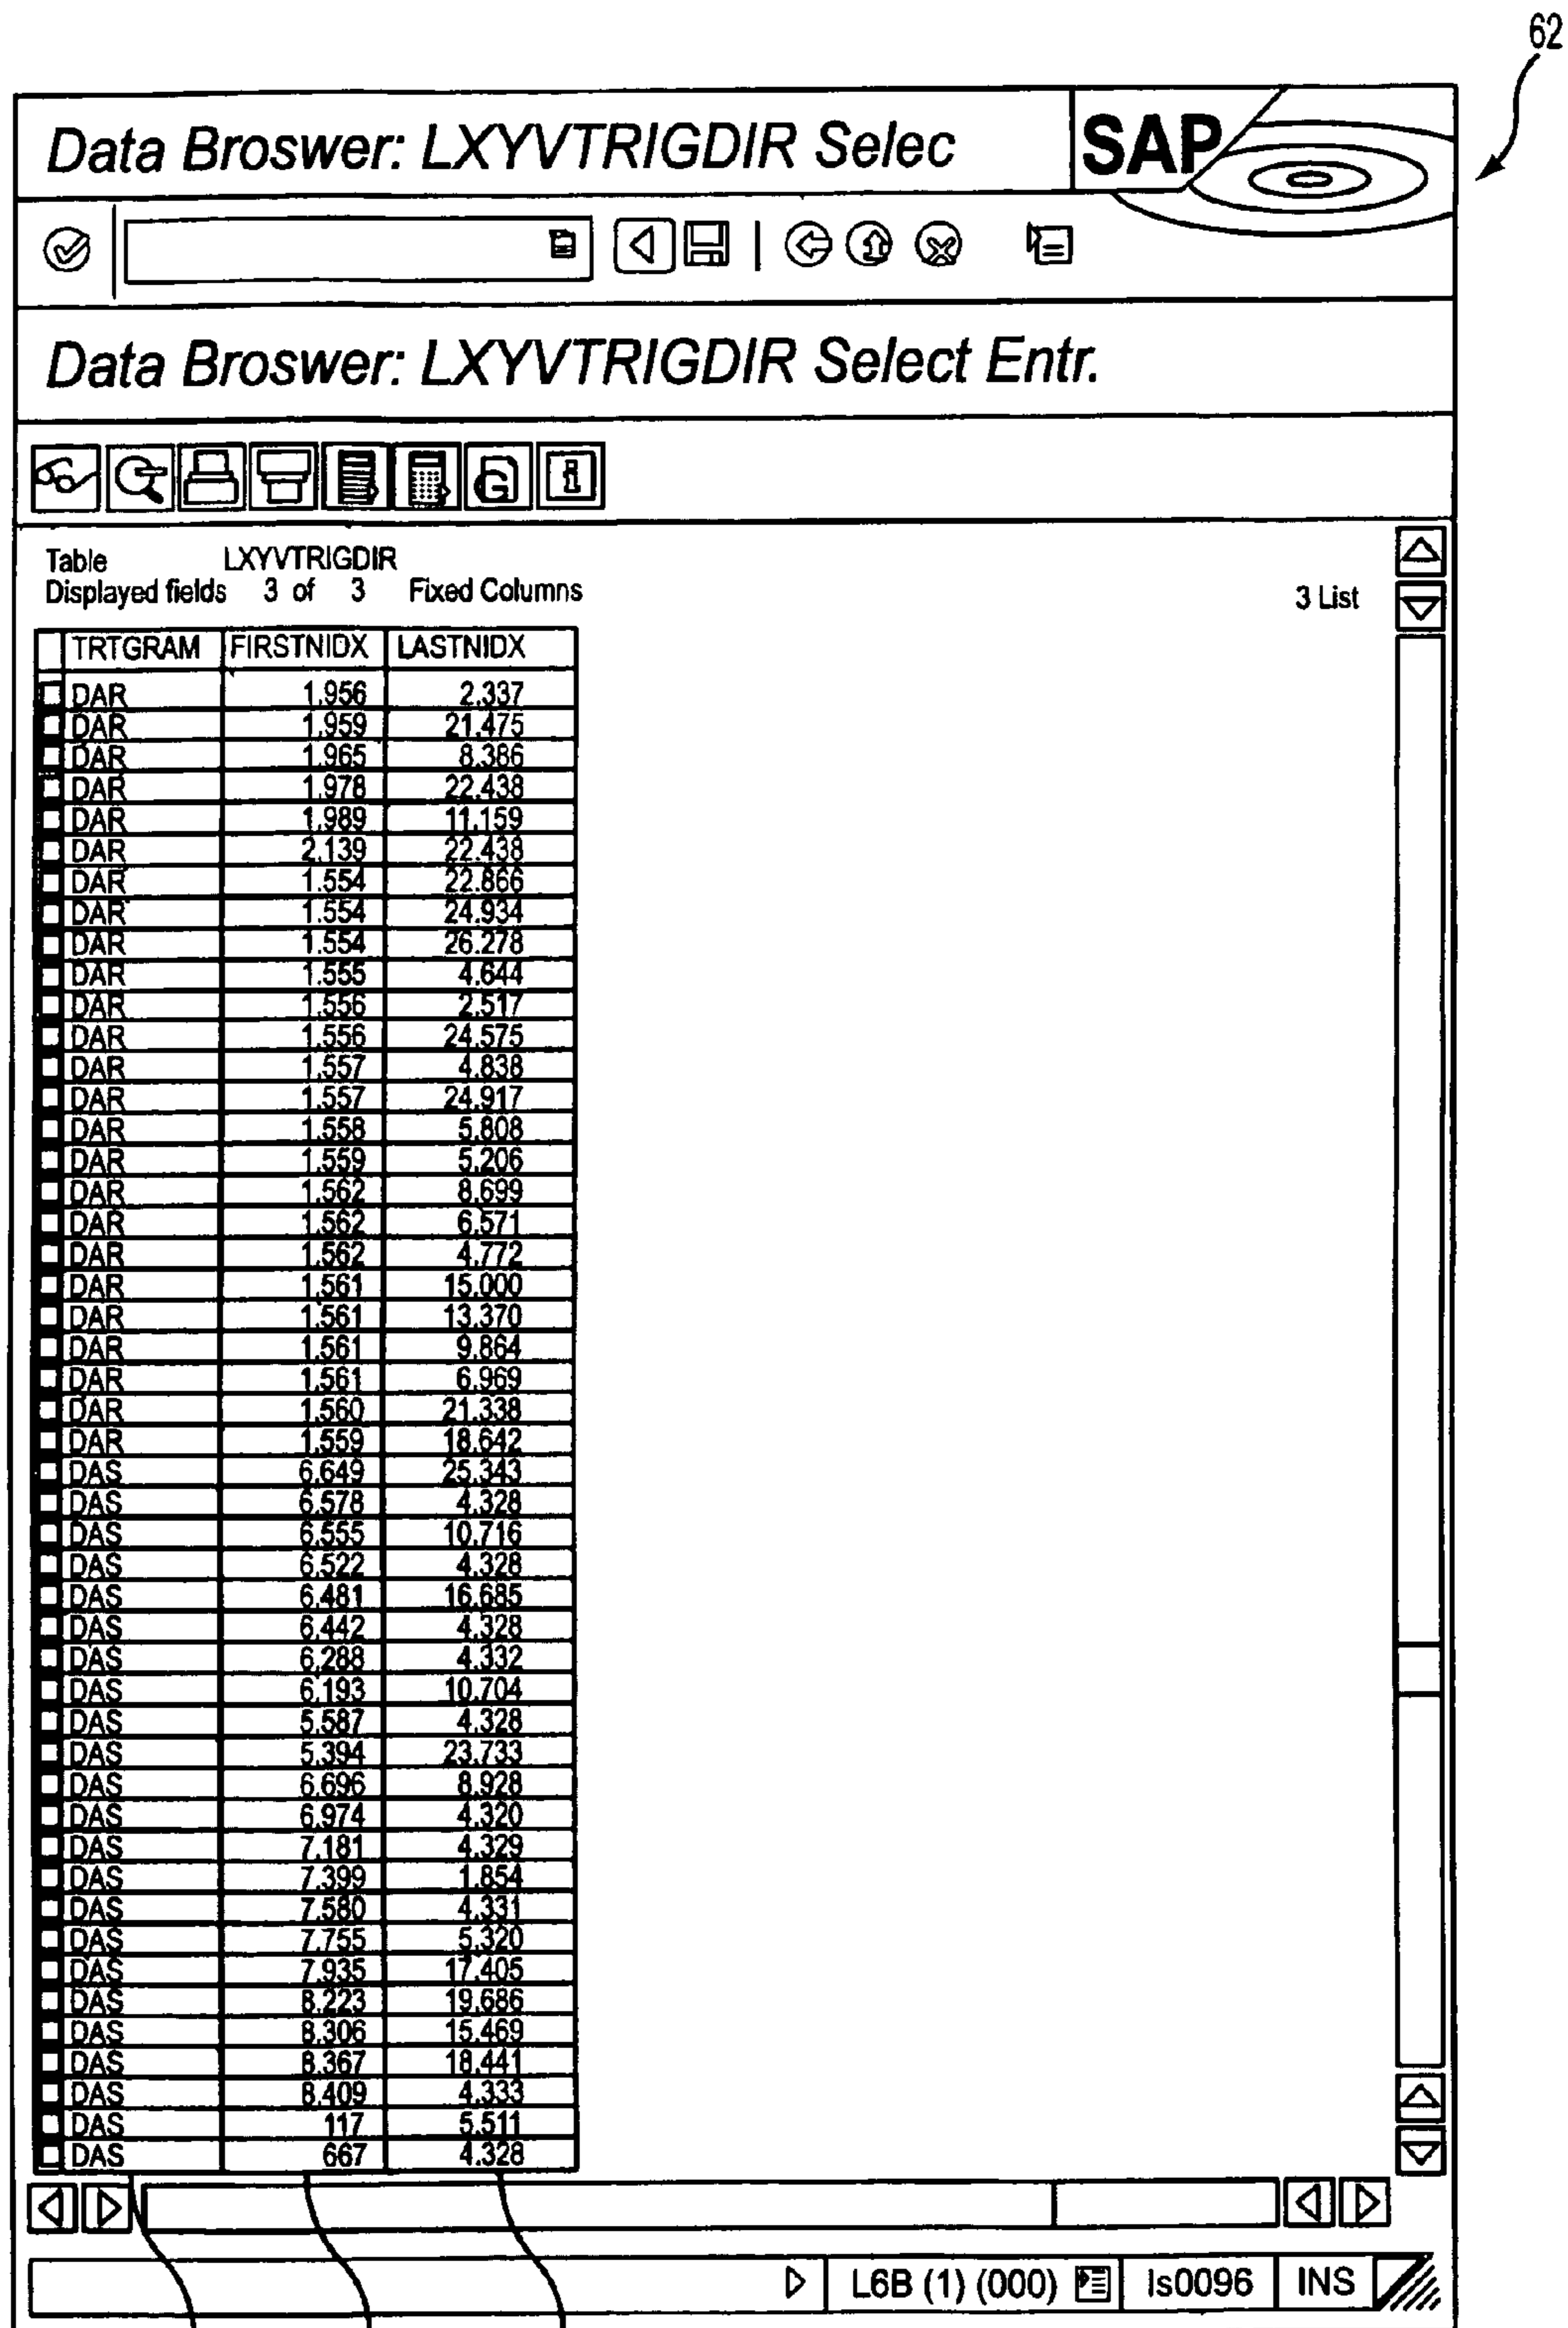 62
Data Broswer: LXYVTRIGDIR Selec SAP
Data Broswer: LXYVTRIGDIR Select Entr.
G i
Table LXYVTRIGDIR
Displayed fields 3 of 3 Fixed Columns 3 List
TRTGRAM FIRSTNIDX LASTNIDX
DAR 1,956 2,337
DAR 1,959 21,475
DAR 1,965 8,386
DAR 1,978 22,438
DAR 1,989 11,159
DAR 2,139 22,438
DAR 1.554 22.866
DAR 1.554 24.934
DAR 1.554 26.278
DAR 1.555 4.644
DAR 1,556 2,517
DAR 1,556 24,575
DAR 1,557 4,838
DAR 1,557 24,917
DAR 1,558 5,808
DAR 1,559 5,206
DAR 1,562 8,699
DAR 1,562 6,571
DAR 1,562 4,772
DAR 1,561 15,000
DAR 1,561 13,370
DAR 1,561 9,864
DAR 1,561 6,969
DAR 1,560 21,338
DAR 1,559 18,642
DAS 6,649 25,343
DAS 6,578 4,328
DAS 6,555 10,716
DAS 6,522 4,328
DAS 6,481 16,685
DAS 6,442 4,328
DAS 6,288 4,332
DAS 6,193 10,704
DAS 5,587 4,328
DAS 5,394 23,733
DAS 6,696 8,928
DAS 6,974 4,320
DAS 7,181 4,329
DAS 7,399 1,854
DAS 7,580 4,331
DAS 7,755 5,320
DAS 7,935 17,405
DAS 8,223 19,686
DAS 8,306 15,469
DAS 8,367 18,441
DAS 8,409 4,333
DAS 117 5,511
DAS 667 4.328
L6B (1) (000) ls0096 INS